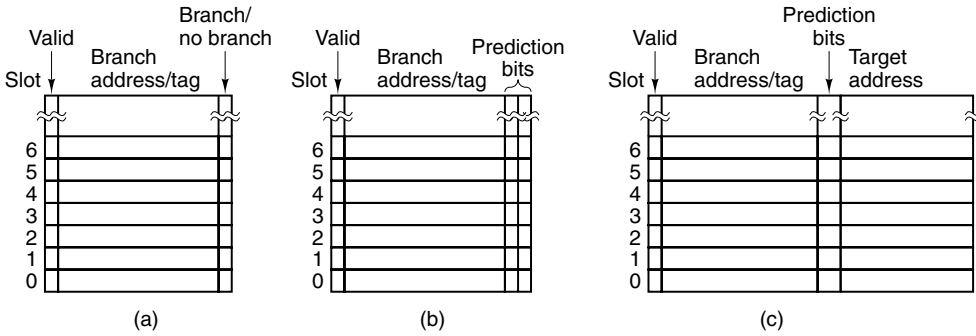 Valid
Branch/
no branch
Slot
Branch
address/tag
6
5
4
3
2
1
0
(a)
Valid
Slot
Branch
address/tag
Prediction
bits
6
5
4
3
2
1
0
(b)
Valid
Slot
Branch
address/tag
Prediction
bits
Target
address
6
5
4
3
2
1
0
(c)